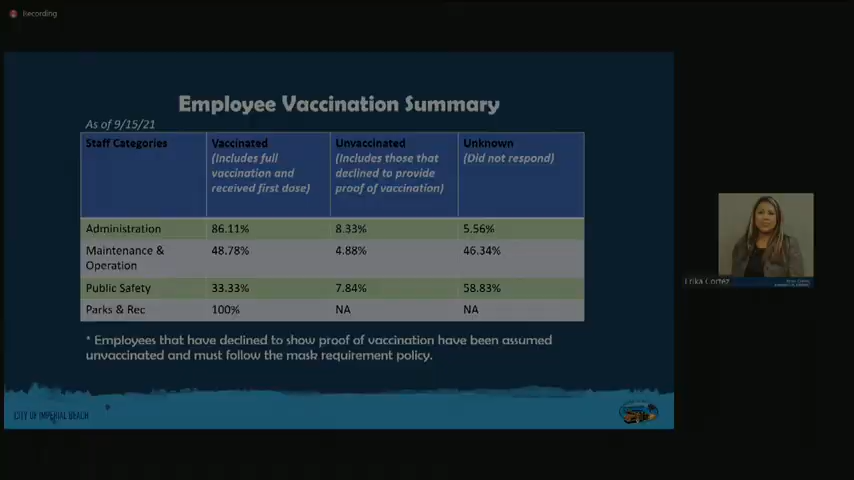 Recording
Employee Vaccination Summary
As of 9/15/21
Staff Categories
Vaccinated
(Includes full
vaccination and
received first dose)
Unvaccinated
(Includes those that
declined to provide
proof of vaccination)
Unknown
(Did not respond)
Administration 86.11% 8.33% 5.56%
Maintenance &
Operation
48.78% 4.88% 46.34%
Public Safety 33.33% 7.84% 58.83%
Parks & Rec 100% NA NA
* Employees that have declined to show proof of vaccination have been assumed
unvaccinated and must follow the mask requirement policy.
Erika Cortez
CITY OF IMPERIAL BEACH